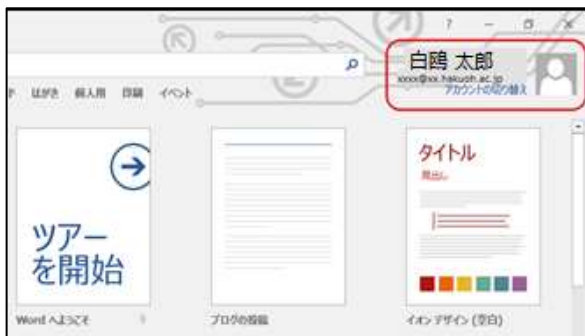 ?
白鴎 太郎
xxxx@xx.hakuoh.ac.jp
アカウントの切り替え
はがき 個人用 印刷 イベント
ツアー
を開始
タイトル
見出し
Word へようこそ
ブログの投稿
イオン デザイン (空白)